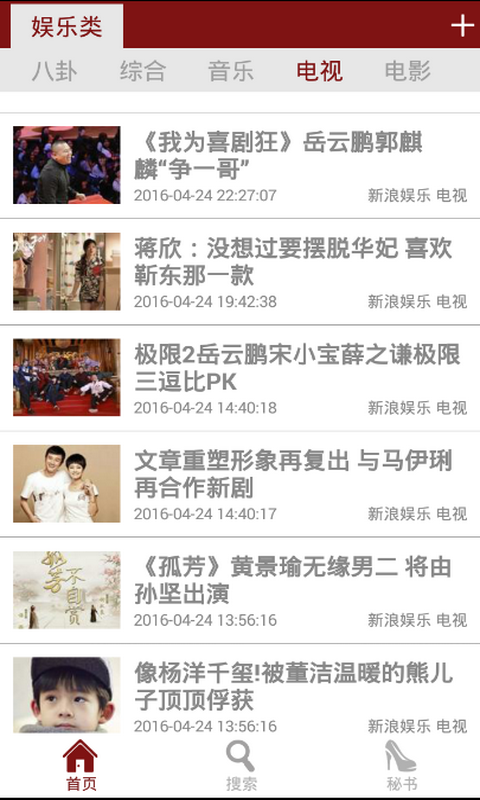 娱乐类
八卦 综合 音乐 电视 电影
《我为喜剧狂》岳云鹏郭麒
麟“争一哥”
2016-04-24 22:27:07 新浪娱乐 电视
蒋欣：没想过要摆脱华妃 喜欢
靳东那一款
2016-04-24 19:42:38 新浪娱乐 电视
极限2岳云鹏宋小宝薛之谦极限
三逗比PK
2016-04-24 14:40:18 新浪娱乐 电视
文章重塑形象再复出 与马伊琍
再合作新剧
2016-04-24 14:40:17 新浪娱乐 电视
孤芳不自赏
《孤芳》黄景瑜无缘男二 将由
孙坚出演
2016-04-24 13:56:16 新浪娱乐 电视
像杨洋千玺!被董洁温暖的熊儿
子顶顶俘获
2016-04-24 13:56:16 新浪娱乐 电视
首页 搜索 秘书